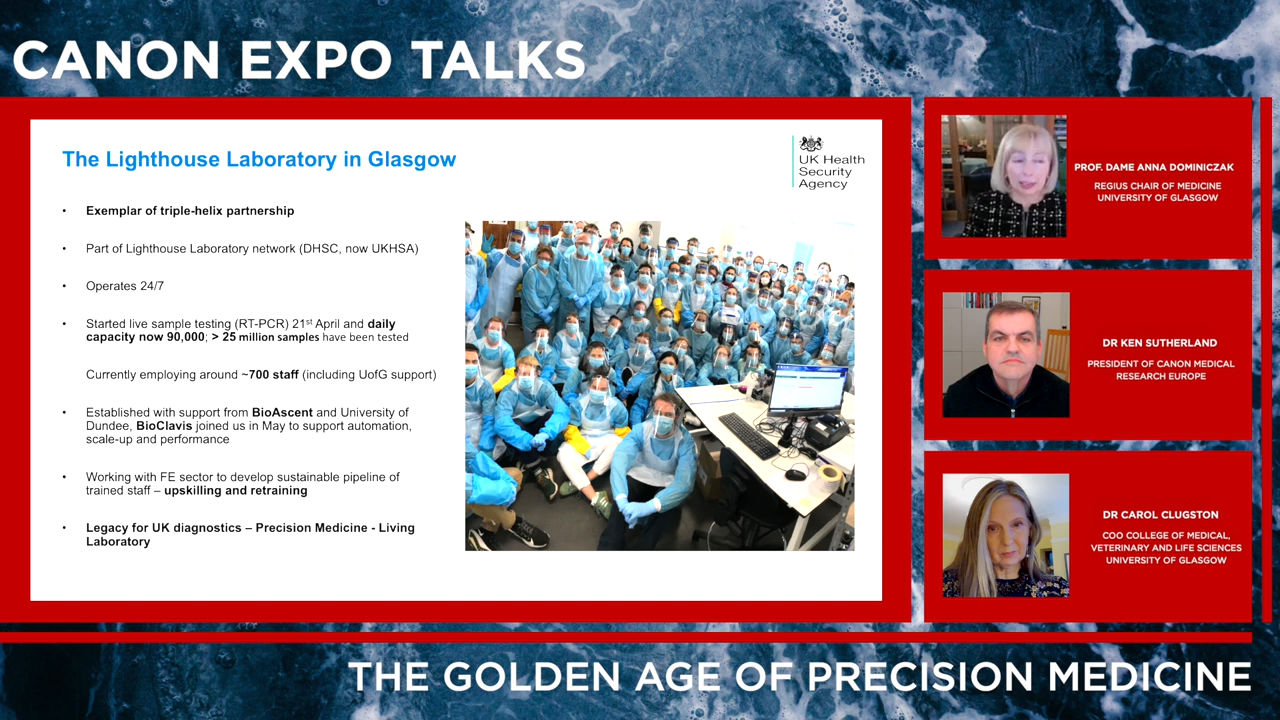 CANON EXPO TALKS
The Lighthouse Laboratory in Glasgow
UK Health
Security
Agency
• Exemplar of triple-helix partnership
• Part of Lighthouse Laboratory network (DHSC, now UKHSA)
• Operates 24/7
• Started live sample testing (RT-PCR) 21st April and daily
capacity now 90,000; > 25 million samples have been tested
Currently employing around ~700 staff (including UofG support)
• Established with support from BioAscent and University of
Dundee, BioClavis joined us in May to support automation,
scale-up and performance
• Working with FE sector to develop sustainable pipeline of
trained staff – upskilling and retraining
• Legacy for UK diagnostics – Precision Medicine - Living
Laboratory
PROF. DAME ANNA DOMINICZAK
REGIUS CHAIR OF MEDICINE
UNIVERSITY OF GLASGOW
DR KEN SUTHERLAND
PRESIDENT OF CANON MEDICAL
RESEARCH EUROPE
DR CAROL CLUGSTON
COO COLLEGE OF MEDICAL,
VETERINARY AND LIFE SCIENCES
UNIVERSITY OF GLASGOW
THE GOLDEN AGE OF PRECISION MEDICINE